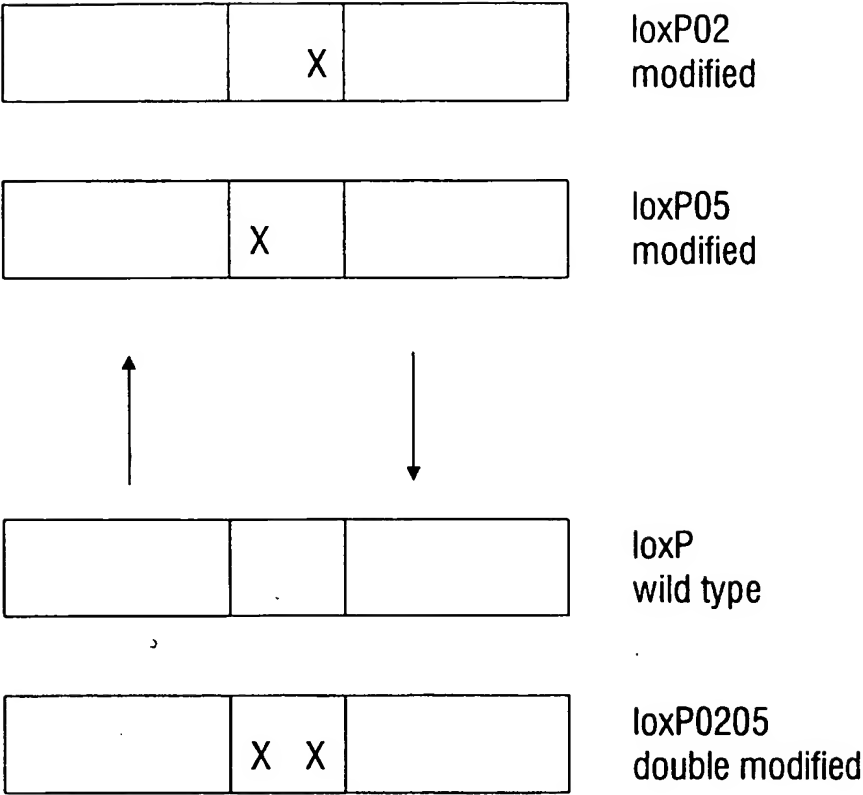 loxP02
modified
X
loxP05
modified
X
loxP
wild type
loxP0205
double modified
X X